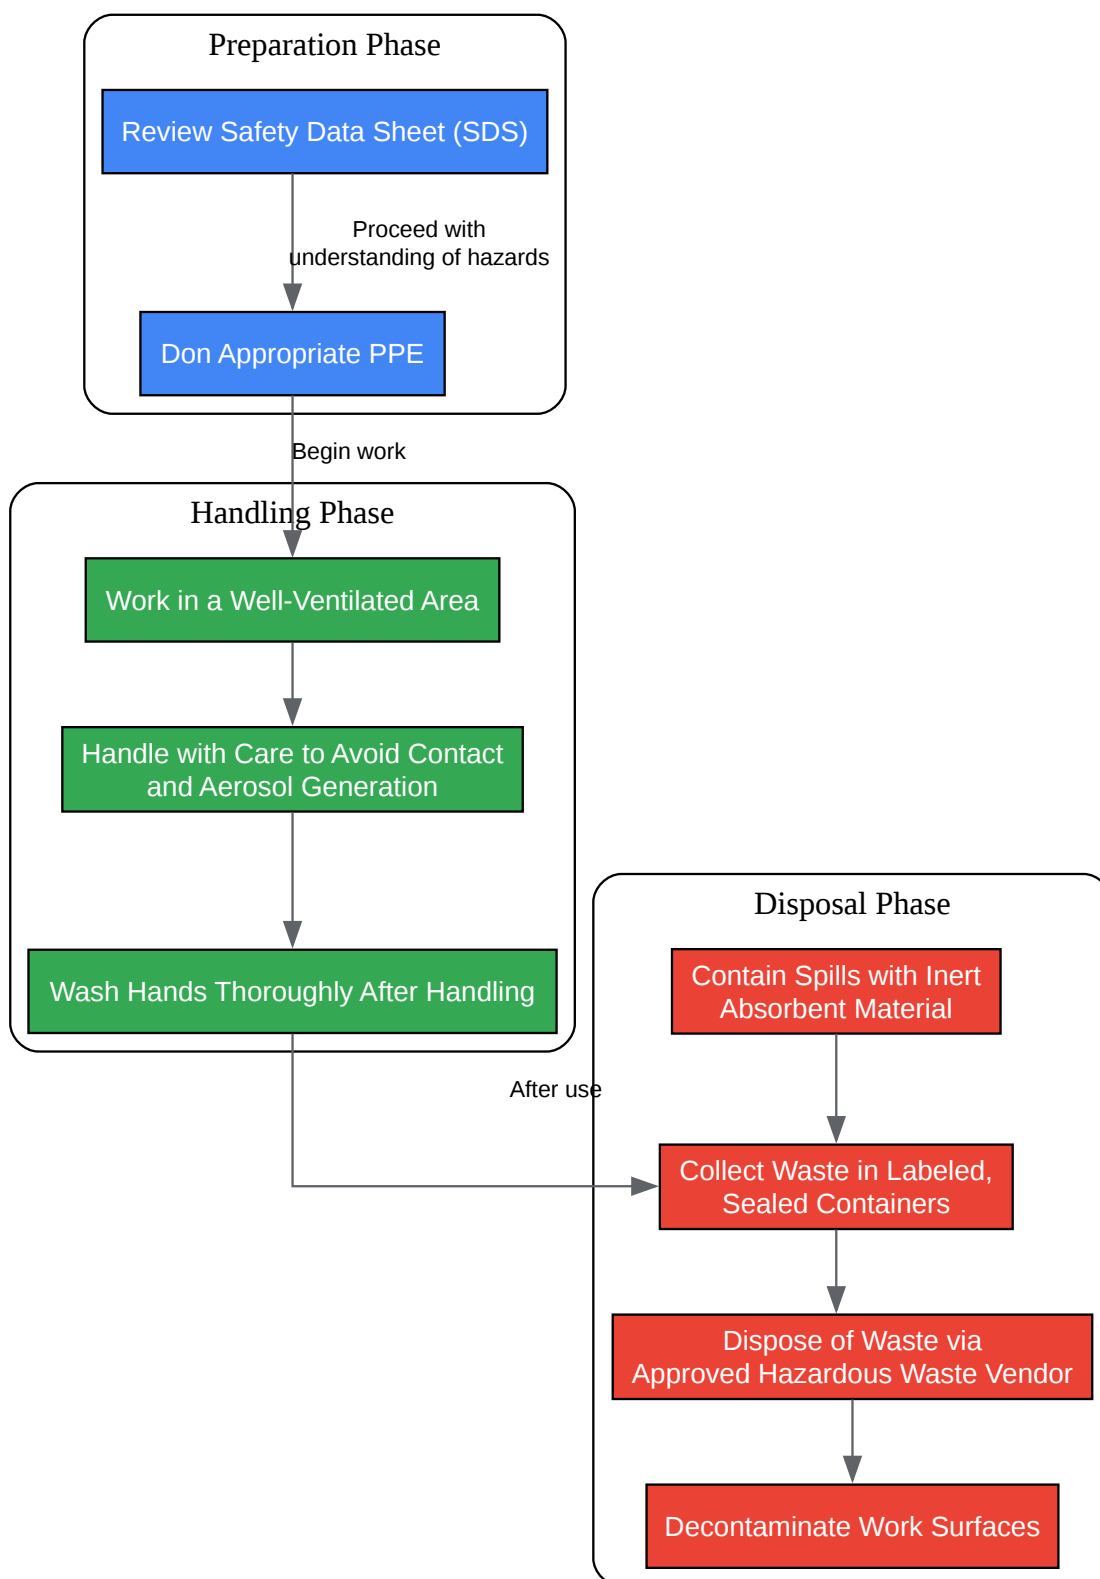 Preparation Phase
Review Safety Data Sheet (SDS)
Proceed with
understanding of hazards
Don Appropriate PPE
Begin work
Handling Phase
Work in a Well-Ventilated Area
Handle with Care to Avoid Contact
and Aerosol Generation
Wash Hands Thoroughly After Handling
After use
Disposal Phase
Contain Spills with Inert
Absorbent Material
Collect Waste in Labeled,
Sealed Containers
Dispose of Waste via
Approved Hazardous Waste Vendor
Decontaminate Work Surfaces